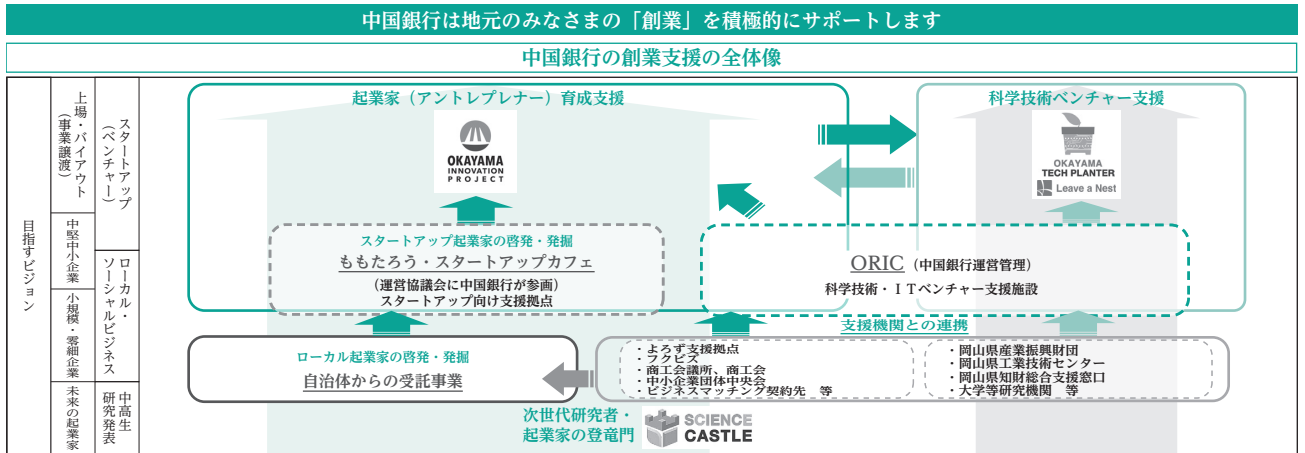 中国銀行は地元のみなさまの「創業」を積極的にサポートします
中国銀行の創業支援の全体像
目指すビジョン
上場・バイアウト
（事業譲渡）
中堅中小企業
小規模・零細企業
未来の起業家
スタートアップ
（ベンチャー）
ローカル・
ソーシャルビジネス
中高生
研究発表
起業家（アントレプレナー）育成支援
OKAYAMA
INNOVATION
PROJECT
科学技術ベンチャー支援
OKAYAMA
TECH PLANTER
Leave a Nest
スタートアップ起業家の啓発・発掘
ももたろう・スタートアップカフェ
（運営協議会に中国銀行が参画）
スタートアップ向け支援拠点
ORIC（中国銀行運営管理）
科学技術・ＩＴベンチャー支援施設
支援機関との連携
ローカル起業家の啓発・発掘
自治体からの受託事業
・よろず支援拠点
・フクビズ
・商工会議所、商工会
・中小企業団体中央会
・ビジネスマッチング契約先　等
・岡山県産業振興財団
・岡山県工業技術センター
・岡山県知財総合支援窓口
・大学等研究機関　等
次世代研究者・
起業家の登竜門
SCIENCE
CASTLE